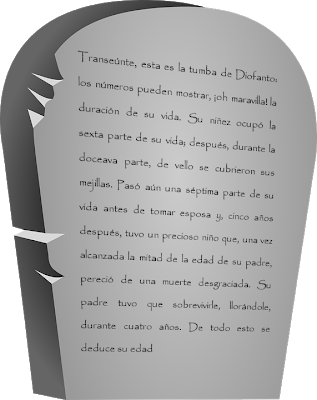 Transeúnte, esta es la tumba de Diofanto:
los números pueden mostrar, ¡oh maravilla! la
duración de su vida. Su niñez ocupó la
sexta parte de su vida; después, durante la
doceava parte, de vello se cubrieron sus
mejillas. Pasó aún una séptima parte de su
vida antes de tomar esposa y, cinco años
después, tuvo un precioso niño que, una vez
alcanzada la mitad de la edad de su padre,
pereció de una muerte desgraciada. Su
padre tuvo que sobrevivirle, llorándole,
durante cuatro años. De todo esto se
deduce su edad